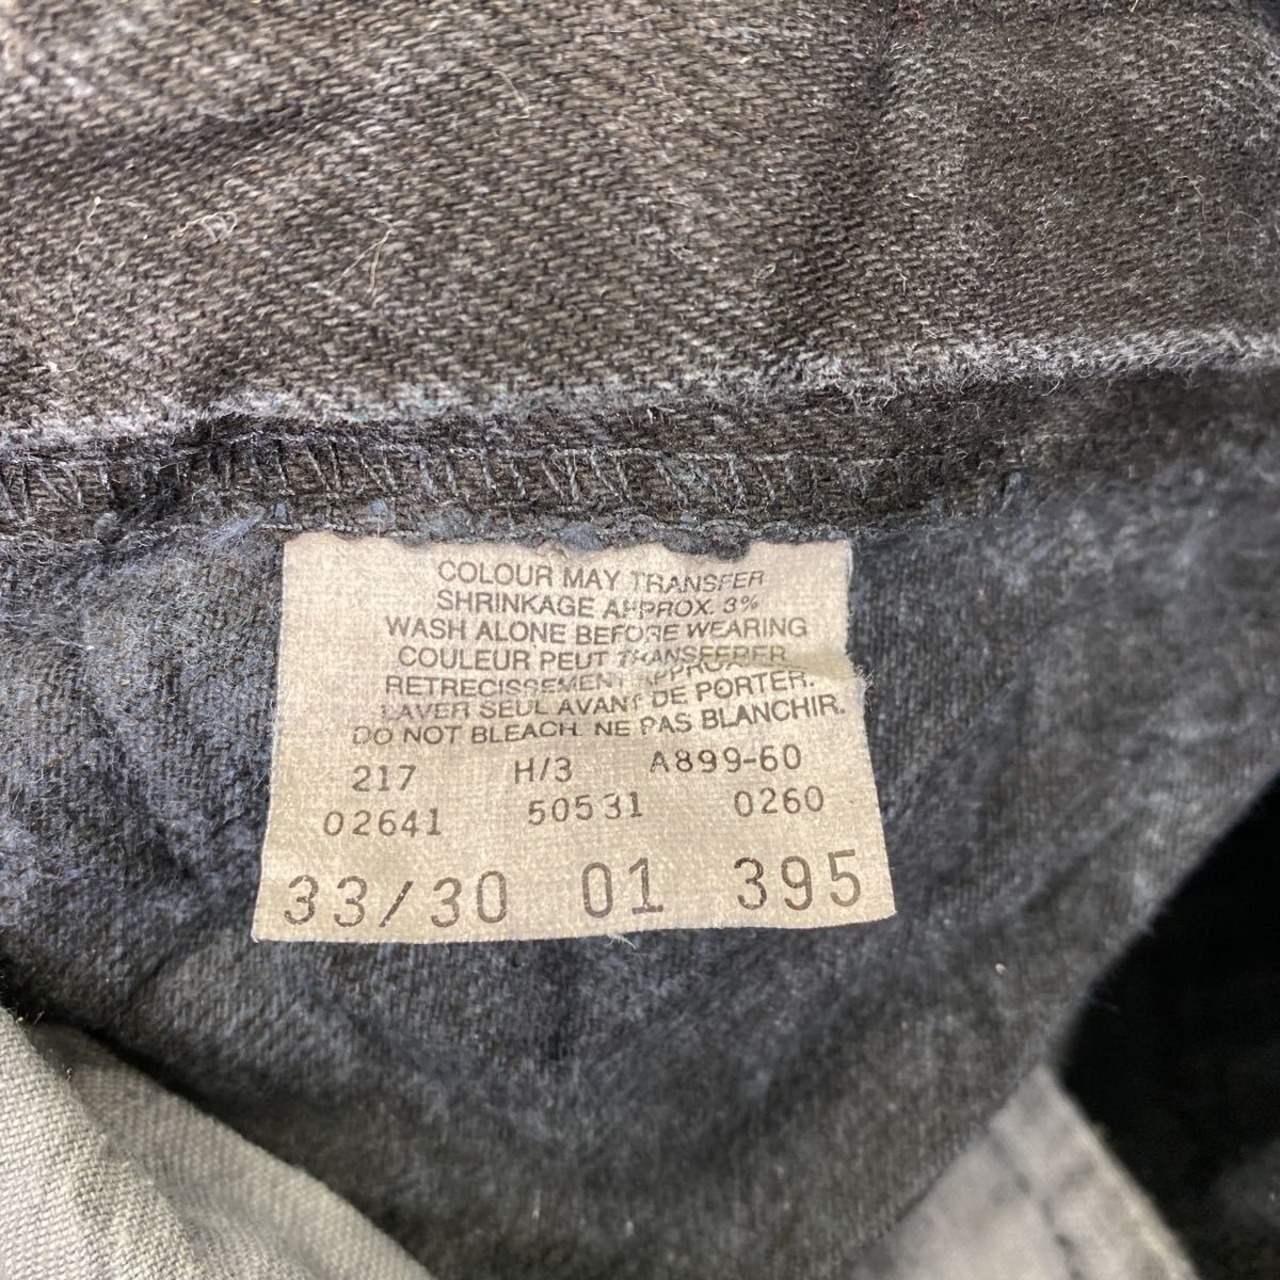 COLOUR MAY TRANSFER
SHRINKAGE APPROX. 3%
WASH ALONE BEFORE WEARING
COULEUR PEUT TRANSFERER
RETRECISSEMENT APPROX.
LAVER SEUL AVANT DE PORTER.
DO NOT BLEACH. NE PAS BLANCHIR.
217 H/3 A899-60
02641 50531 0260
33/30 01 395